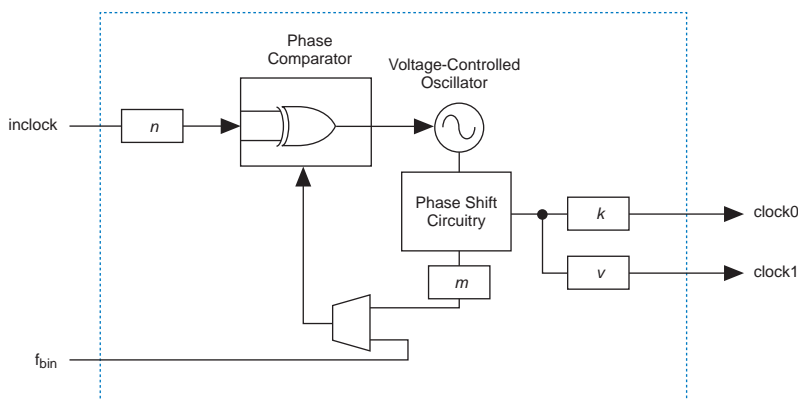 Phase
Comparator
Voltage-Controlled
Oscillator
inclock
n
Phase Shift
Circuitry
k
clock0
m
v
clock1
fbin